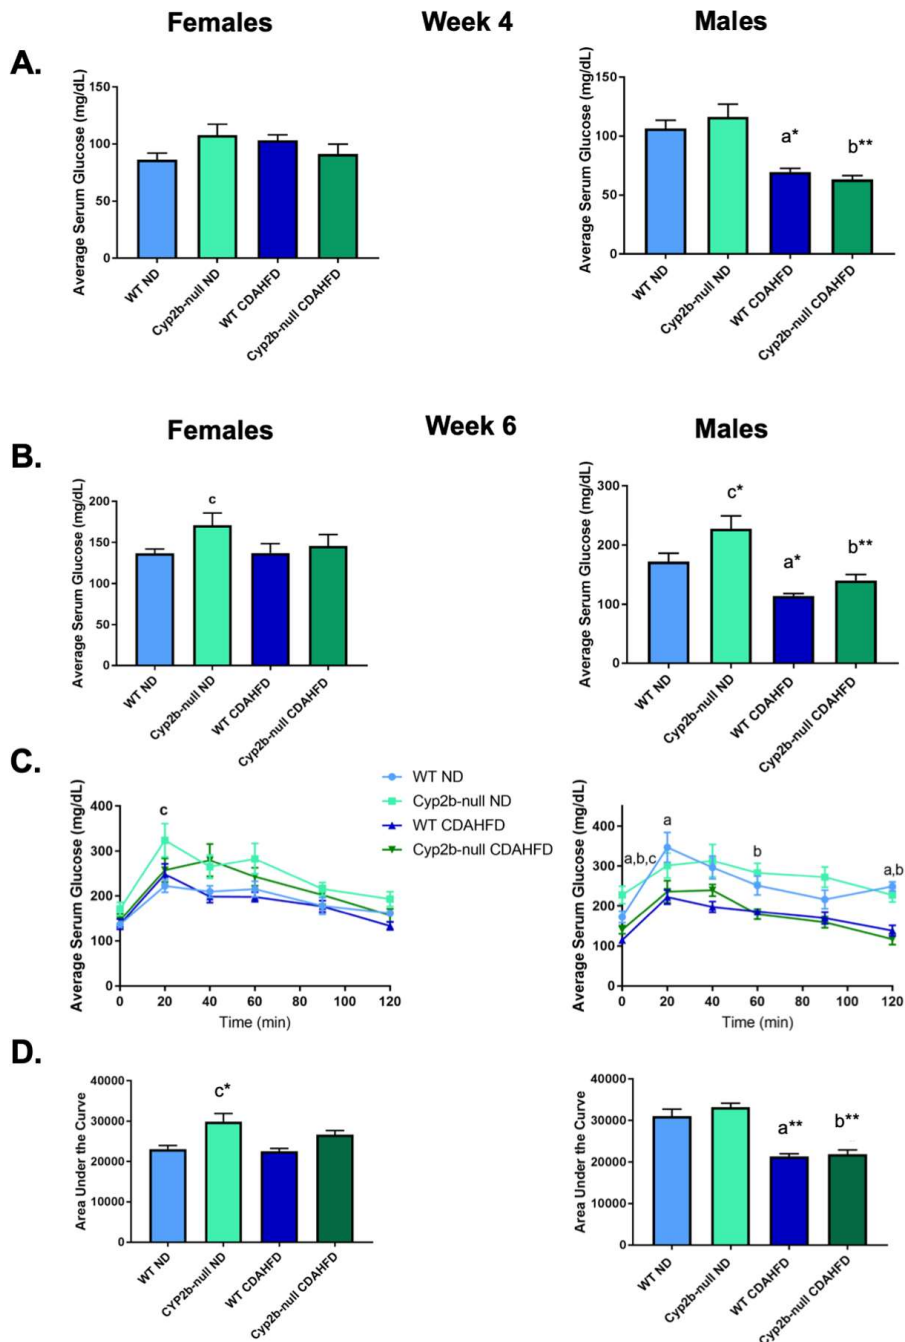 Females Week 4 Males
A.
Average Serum Glucose (mg/dL)
150
100
50
0
WT ND
Cyp2b-null ND
WT CDAHFD
Cyp2b-null CDAHFD
Average Serum Glucose (mg/dL)
150
100
50
0
a*
b**
WT ND
Cyp2b-null ND
WT CDAHFD
Cyp2b-null CDAHFD
Females Week 6 Males
B.
Average Serum Glucose (mg/dL)
200
150
100
50
0
c
WT ND
Cyp2b-null ND
WT CDAHFD
Cyp2b-null CDAHFD
Average Serum Glucose (mg/dL)
300
200
100
0
c*
a*
b**
WT ND
Cyp2b-null ND
WT CDAHFD
Cyp2b-null CDAHFD
C.
Average Serum Glucose (mg/dL)
400
300
200
100
0
c
0 20 40 60 80 100 120
Time (min)
WT ND
Cyp2b-null ND
WT CDAHFD
Cyp2b-null CDAHFD
Average Serum Glucose (mg/dL)
400
300
200
100
0
a,b,c
a
b
a,b
0 20 40 60 80 100 120
Time (min)
D.
Area Under the Curve
40000
30000
20000
10000
0
c*
WT ND
CYP2b-null ND
WT CDAHFD
Cyp2b-null CDAHFD
Area Under the Curve
40000
30000
20000
10000
0
a**
b**
WT ND
Cyp2b-null ND
WT CDAHFD
Cyp2b-null CDAHFD